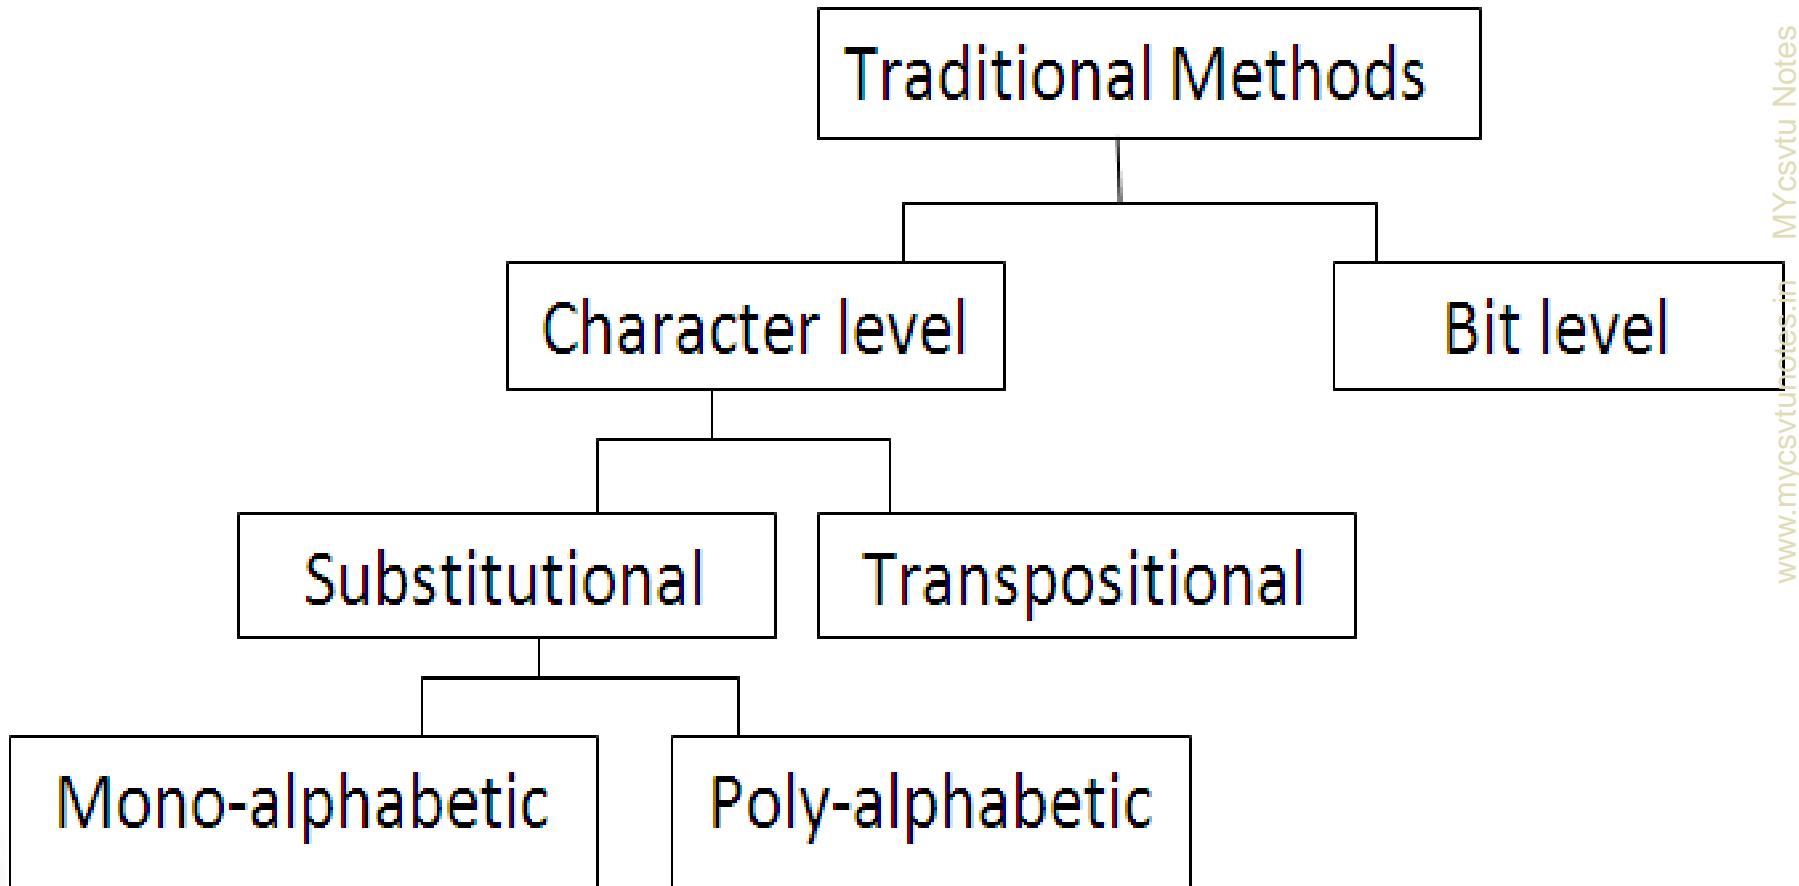 Traditional Methods
Character level
Bit level
Substitutional
Transpositional
Mono-alphabetic
Poly-alphabetic
www.mycsvtunotes.in MYcsvtu Notes